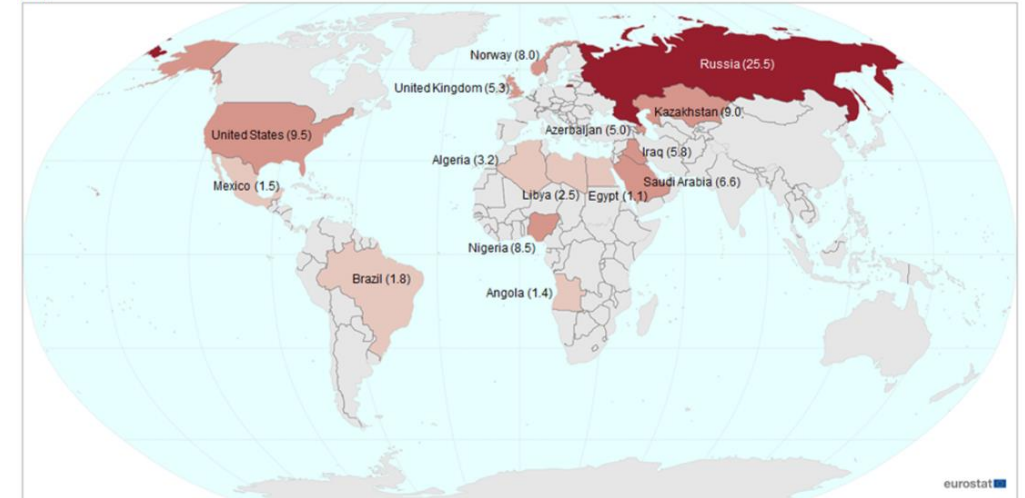 Norway (8.0)
Russia (25.5)
United Kingdom (5.3)
Kazakhstan (9.0)
United States (9.5)
Azerbaijan (5.0)
Iraq (5.8)
Algeria (3.2)
Mexico (1.5)
Saudi Arabia (6.6)
Libya (2.5)
Egypt (1.1)
Nigeria (8.5)
Brazil (1.8)
Angola (1.4)
eurostat